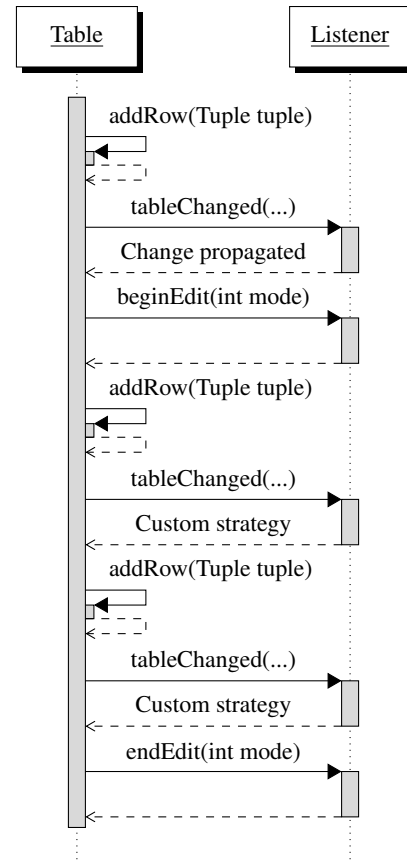 Table
Listener
addRow(Tuple tuple)
tableChanged(...)
Change propagated
beginEdit(int mode)
addRow(Tuple tuple)
tableChanged(...)
Custom strategy
addRow(Tuple tuple)
tableChanged(...)
Custom strategy
endEdit(int mode)